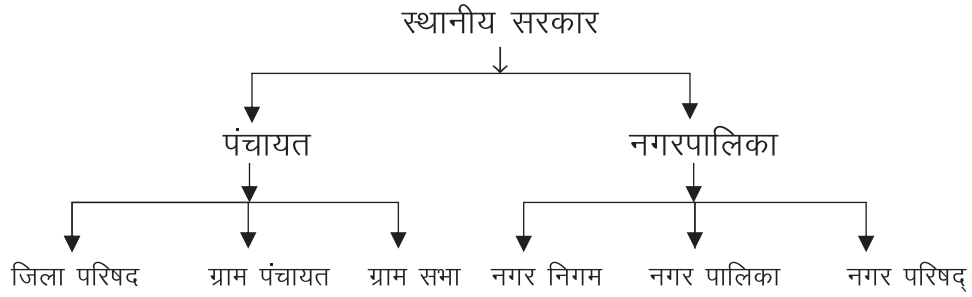 स्थानीय सरकार
पंचायत नगरपालिका
जिला परिषद ग्राम पंचायत ग्राम सभा नगर निगम नगर पालिका नगर परिषद्